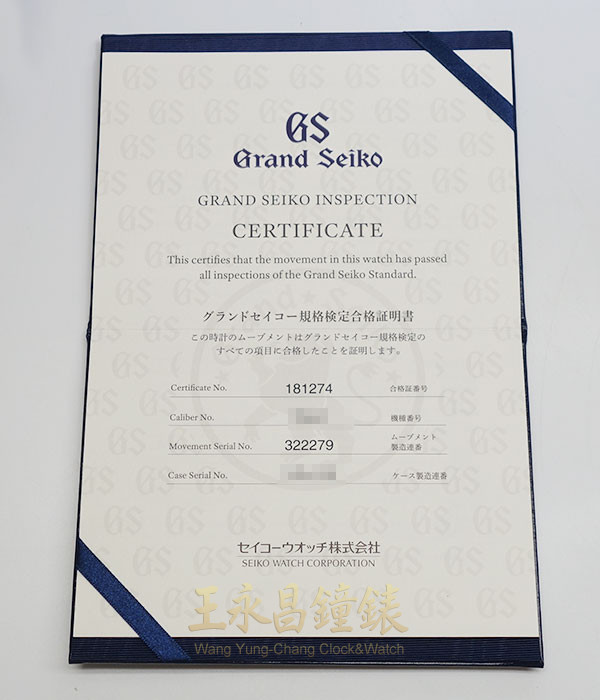 GS
Grand Seiko
GRAND SEIKO INSPECTION
CERTIFICATE
This certifies that the movement in this watch has passed
all inspections of the Grand Seiko Standard.
グランドセイコー規格検定合格証明書
この時計のムーブメントはグランドセイコー規格検定の
すべての項目に合格したことを証明します。
Certificate No. 181274 合格証番号
Caliber No. 機種番号
Movement Serial No. 322279 ムーブメント
製造連番
Case Serial No. ケース製造連番
セイコーウオッチ株式会社
SEIKO WATCH CORPORATION
王永昌鐘錶
Wang Yung-Chang Clock&Watch